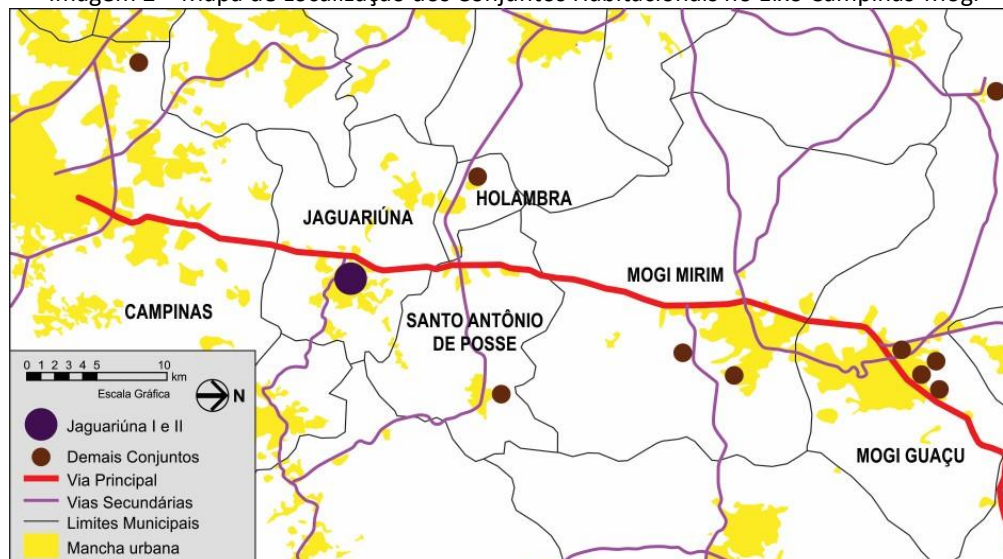 HOLAMBRA
JAGUARIÚNA
MOGI MIRIM
CAMPINAS
SANTO ANTÔNIO
DE POSSE
MOGI GUAÇU
0 1 2 3 4 5 10
km
Escala Gráfica
N
Jaguariúna I e II
Demais Conjuntos
Via Principal
Vias Secundárias
Limites Municipais
Mancha urbana